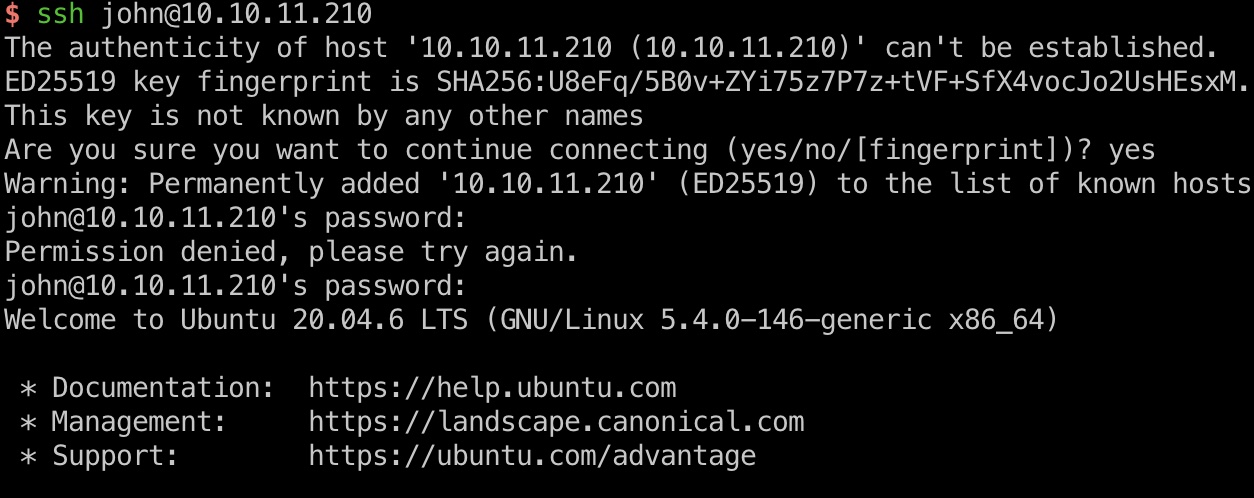 $ ssh john@10.10.11.210
The authenticity of host '10.10.11.210 (10.10.11.210)' can't be established.
ED25519 key fingerprint is SHA256:U8eFq/5B0v+ZYi75z7P7z+tVF+SfX4vocJo2UsHEsxM.
This key is not known by any other names
Are you sure you want to continue connecting (yes/no/[fingerprint])? yes
Warning: Permanently added '10.10.11.210' (ED25519) to the list of known hosts
john@10.10.11.210's password:
Permission denied, please try again.
john@10.10.11.210's password:
Welcome to Ubuntu 20.04.6 LTS (GNU/Linux 5.4.0-146-generic x86_64)

 * Documentation:  https://help.ubuntu.com
 * Management:     https://landscape.canonical.com
 * Support:        https://ubuntu.com/advantage